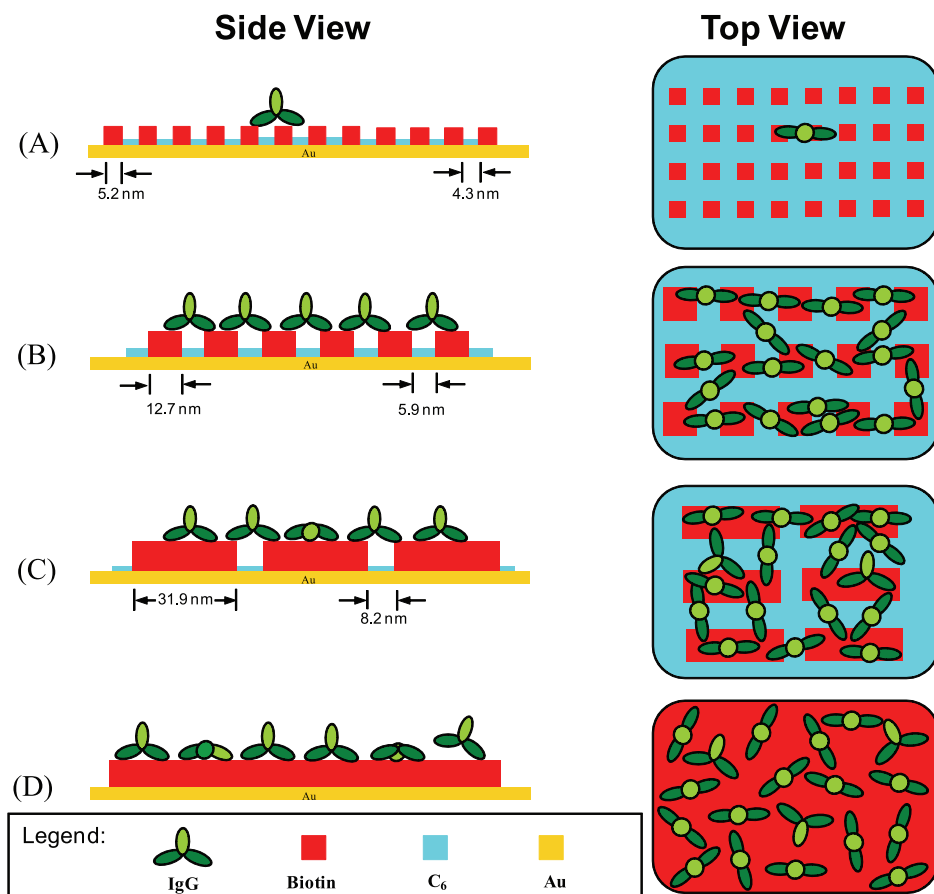 Side View
Top View
(A)
Au
5.2 nm
4.3 nm
(B)
Au
12.7 nm
5.9 nm
(C)
Au
31.9 nm
8.2 nm
(D)
Au
Legend:
IgG
Biotin
C₆
Au